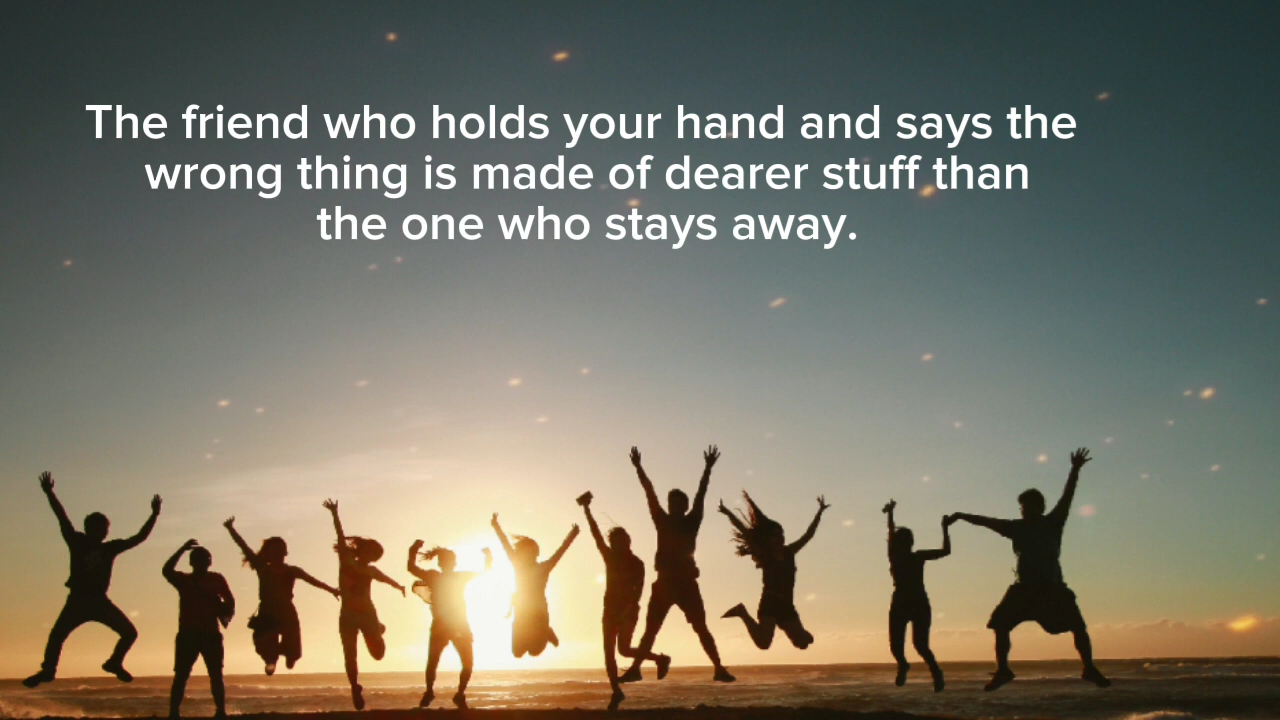 The friend who holds your hand and says the
wrong thing is made of dearer stuff than
the one who stays away.